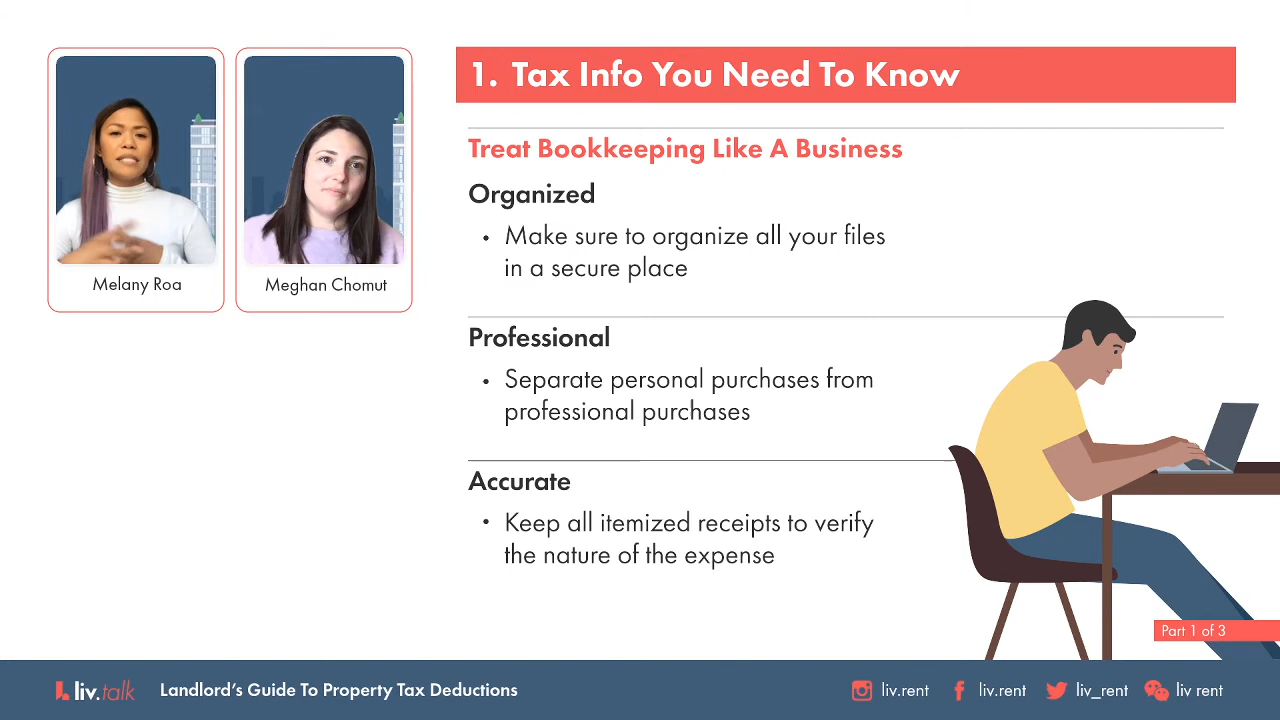 Melany Roa
Meghan Chomut
1. Tax Info You Need To Know
Treat Bookkeeping Like A Business
Organized
• Make sure to organize all your files
in a secure place
Professional
• Separate personal purchases from
professional purchases
Accurate
• Keep all itemized receipts to verify
the nature of the expense
Part 1 of 3
liv.talk
Landlord's Guide To Property Tax Deductions
liv.rent
liv.rent
liv_rent
liv rent